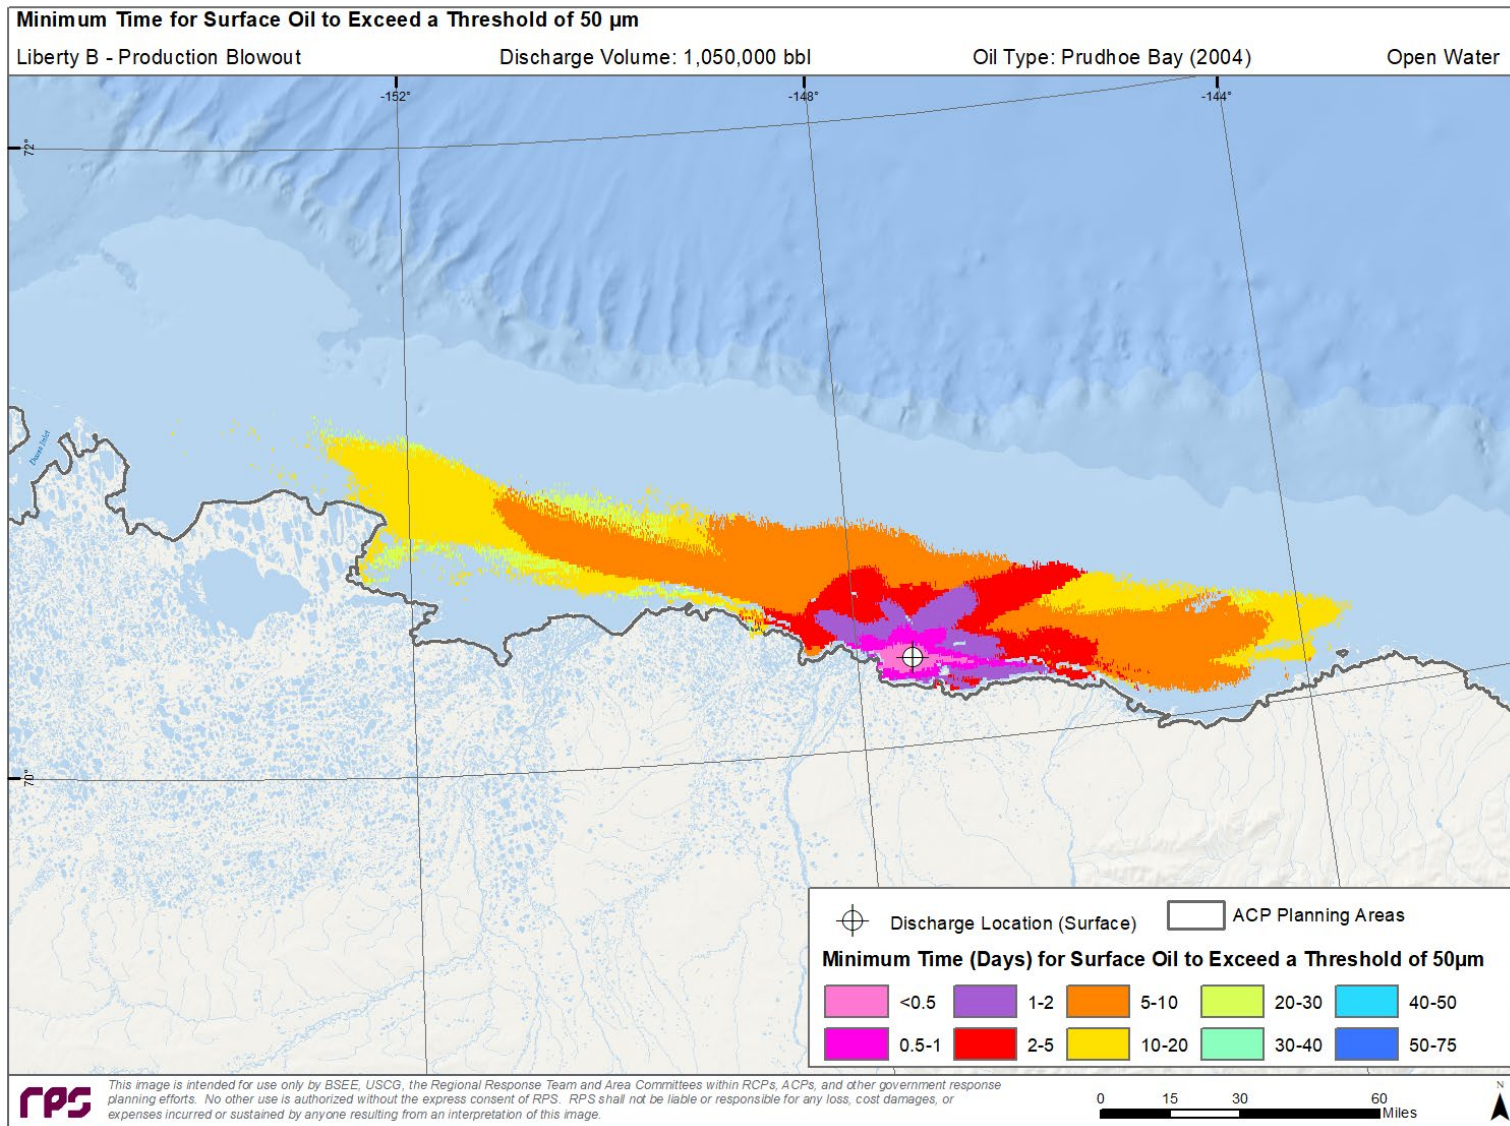 Minimum Time for Surface Oil to Exceed a Threshold of 50 µm
Liberty B - Production Blowout Discharge Volume: 1,050,000 bbl Oil Type: Prudhoe Bay (2004) Open Water
-152° -148° -144°
72°
Dease Inlet
70°
Discharge Location (Surface) ACP Planning Areas
Minimum Time (Days) for Surface Oil to Exceed a Threshold of 50µm
<0.5 1-2 5-10 20-30 40-50
0.5-1 2-5 10-20 30-40 50-75
rps
This image is intended for use only by BSEE, USCG, the Regional Response Team and Area Committees within RCPs, ACPs, and other government response
planning efforts. No other use is authorized without the express consent of RPS. RPS shall not be liable or responsible for any loss, cost damages, or
expenses incurred or sustained by anyone resulting from an interpretation of this image.
0 15 30 60
Miles
N